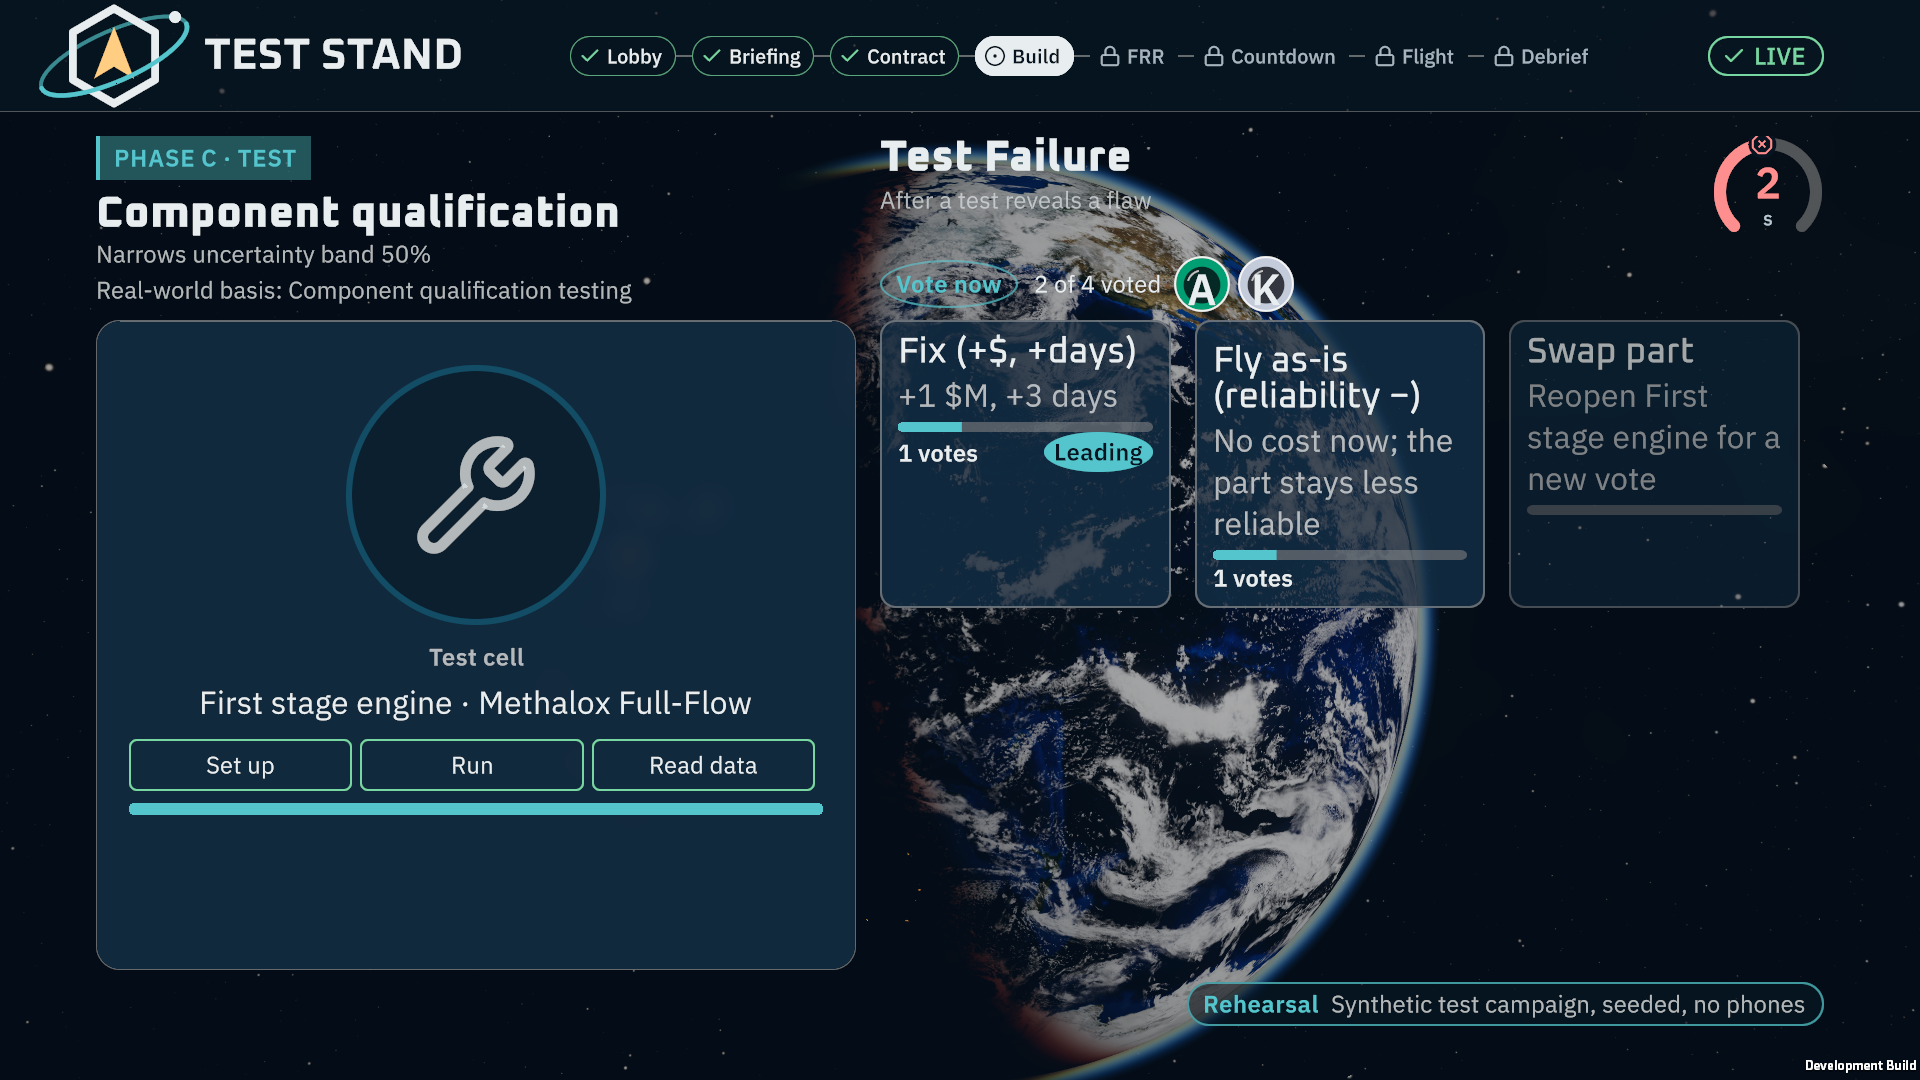 TEST STAND
Lobby
Briefing
Contract
Build
FRR
Countdown
Flight
Debrief
LIVE
PHASE C · TEST
Component qualification
Narrows uncertainty band 50%
Real-world basis: Component qualification testing
Test cell
First stage engine · Methalox Full-Flow
Set up
Run
Read data
Test Failure
After a test reveals a flaw
2
s
Vote now
2 of 4 voted
A
K
Fix (+$, +days)
+1 $M, +3 days
1 votes
Leading
Fly as-is
(reliability −)
No cost now; the
part stays less
reliable
1 votes
Swap part
Reopen First
stage engine for a
new vote
Rehearsal Synthetic test campaign, seeded, no phones
Development Build